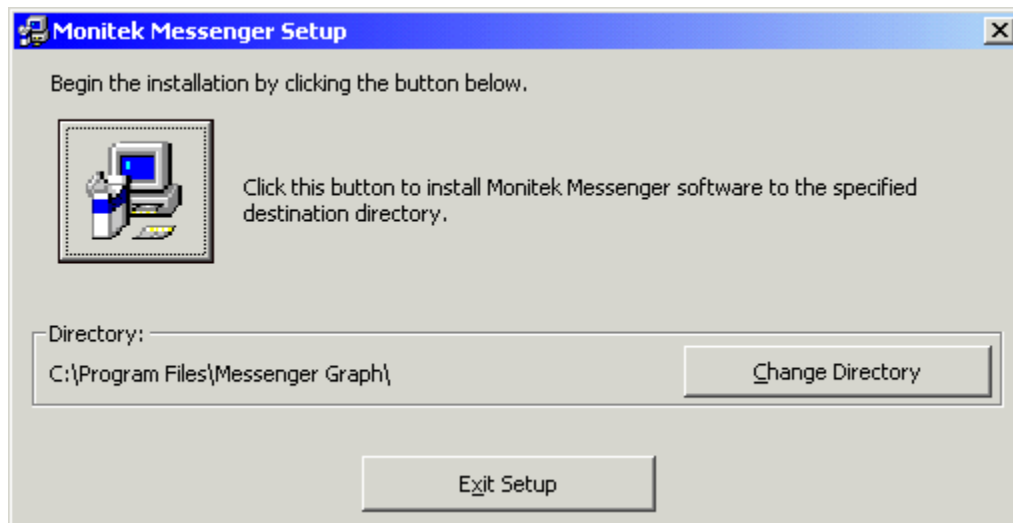 Monitek Messenger Setup
Begin the installation by clicking the button below.
Click this button to install Monitek Messenger software to the specified
destination directory.
Directory:
C:\Program Files\Messenger Graph\
Change Directory
Exit Setup